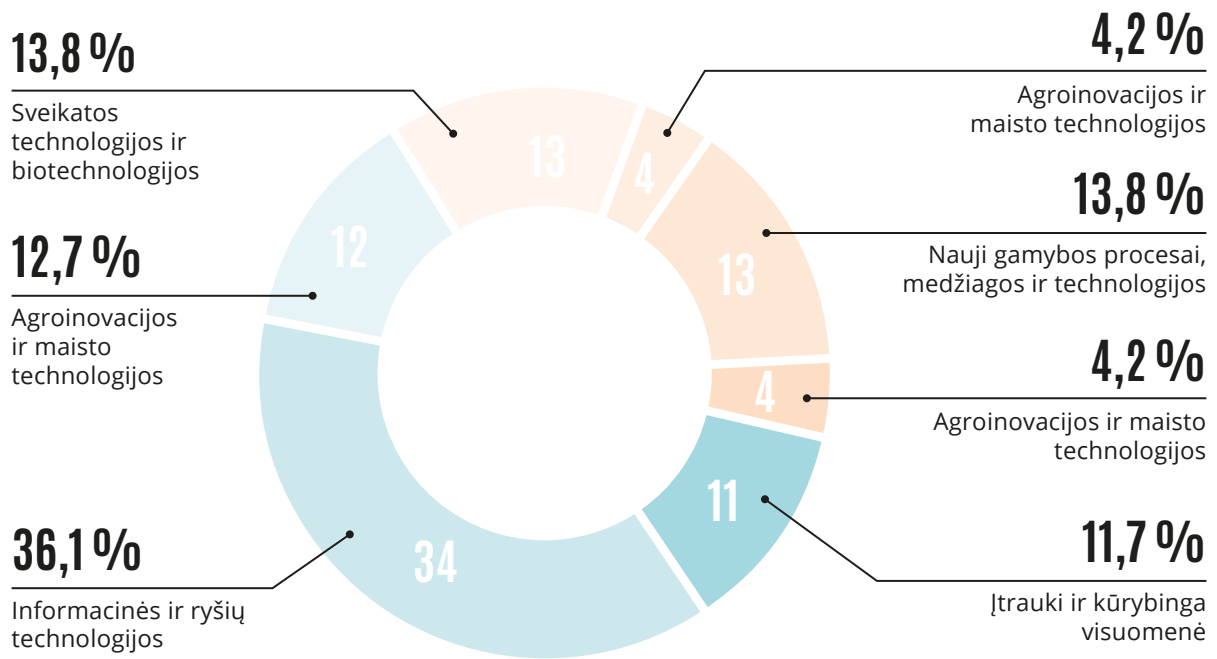 13,8 %
Sveikatos
technologijos ir
biotechnologijos
12,7 %
Agroinovacijos
ir maisto
technologijos
36,1 %
Informacinės ir ryšių
technologijos
4,2 %
Agroinovacijos ir
maisto technologijos
13,8 %
Nauji gamybos procesai,
medžiagos ir technologijos
4,2 %
Agroinovacijos ir maisto
technologijos
11,7 %
Įtrauki ir kūrybinga
visuomenė
13
4
13
4
11
34
12